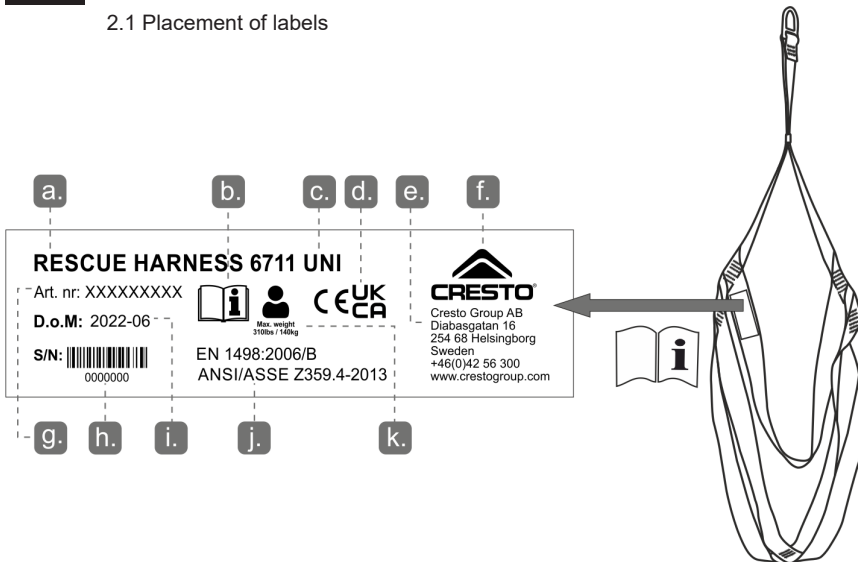 2.1 Placement of labels
a.
b.
c.
d.
e.
f.
RESCUE HARNESS 6711 UNI
Art. nr: XXXXXXXXX
D.o.M: 2022-06
S/N:
0000000
i
Max. weight
310lbs / 140kg
CE
UK
CA
EN 1498:2006/B
ANSI/ASSE Z359.4-2013
CRESTO®
Cresto Group AB
Diabasgatan 16
254 68 Helsingborg
Sweden
+46(0)42 56 300
www.crestogroup.com
i
g.
h.
i.
j.
k.